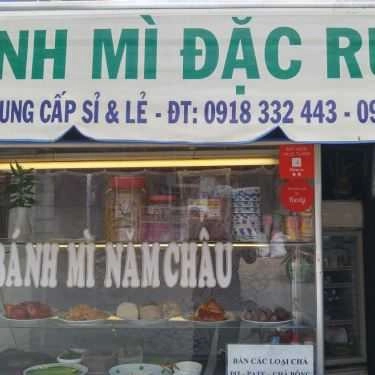 NH MÌ ĐẶC RU
UNG CẤP SỈ & LẺ - ĐT: 0918 332 443 - 09
BÁNH MÌ NĂM CHÂU
BÁN CÁC LOẠI CHẢ